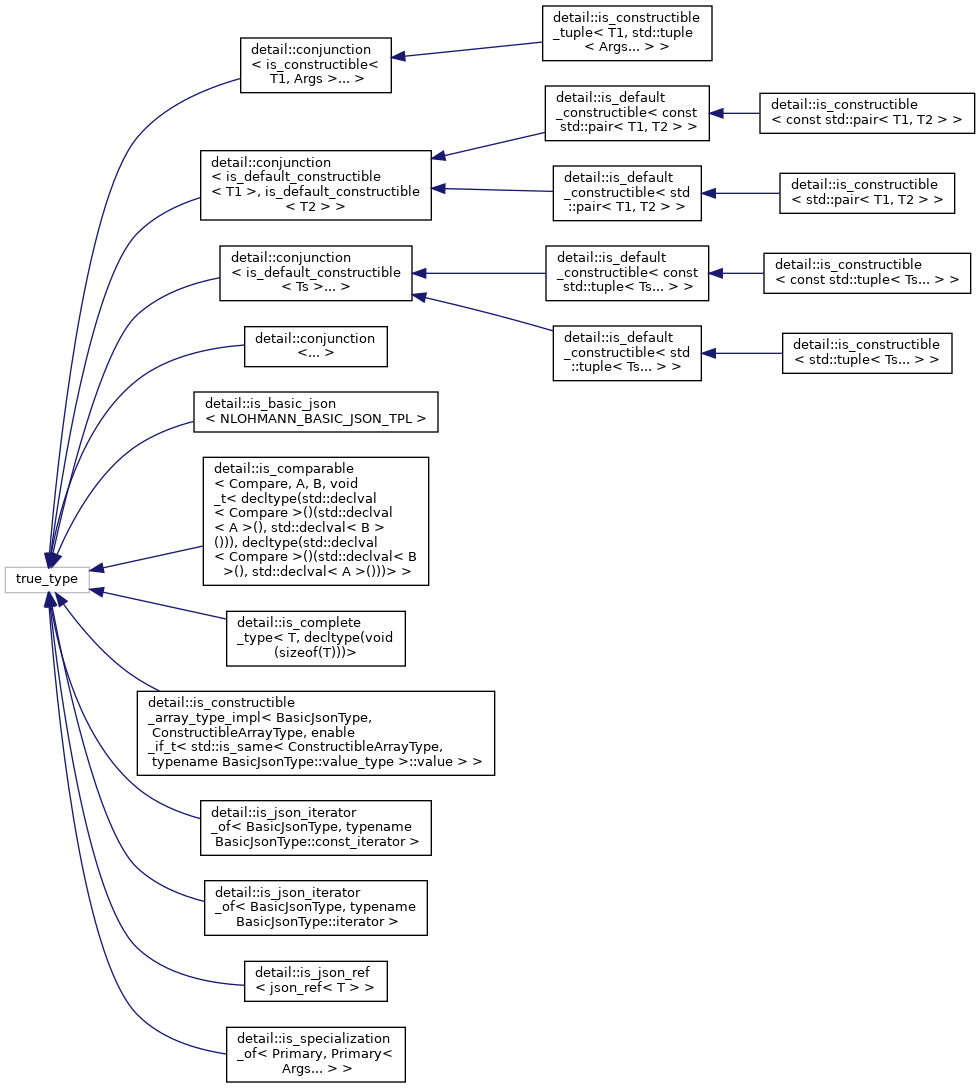 detail::is_constructible
_tuple< T1, std::tuple
< Args... > >
detail::conjunction
< is_constructible<
T1, Args >... >
detail::is_default
_constructible< const
std::pair< T1, T2 > >
detail::is_constructible
< const std::pair< T1, T2 > >
detail::conjunction
< is_default_constructible
< T1 >, is_default_constructible
< T2 > >
detail::is_default
_constructible< std
::pair< T1, T2 > >
detail::is_constructible
< std::pair< T1, T2 > >
detail::conjunction
< is_default_constructible
< Ts >... >
detail::is_default
_constructible< const
std::tuple< Ts... > >
detail::is_constructible
< const std::tuple< Ts... > >
detail::is_default
_constructible< std
::tuple< Ts... > >
detail::is_constructible
< std::tuple< Ts... > >
detail::conjunction
<... >
detail::is_basic_json
< NLOHMANN_BASIC_JSON_TPL >
detail::is_comparable
< Compare, A, B, void
_t< decltype(std::declval
< Compare >()(std::declval
< A >(), std::declval< B >
())), decltype(std::declval
< Compare >()(std::declval< B
>(), std::declval< A >()))> >
true_type
detail::is_complete
_type< T, decltype(void
(sizeof(T)))>
detail::is_constructible
_array_type_impl< BasicJsonType,
ConstructibleArrayType, enable
_if_t< std::is_same< ConstructibleArrayType,
typename BasicJsonType::value_type >::value > >
detail::is_json_iterator
_of< BasicJsonType, typename
BasicJsonType::const_iterator >
detail::is_json_iterator
_of< BasicJsonType, typename
BasicJsonType::iterator >
detail::is_json_ref
< json_ref< T > >
detail::is_specialization
_of< Primary, Primary<
Args... > >